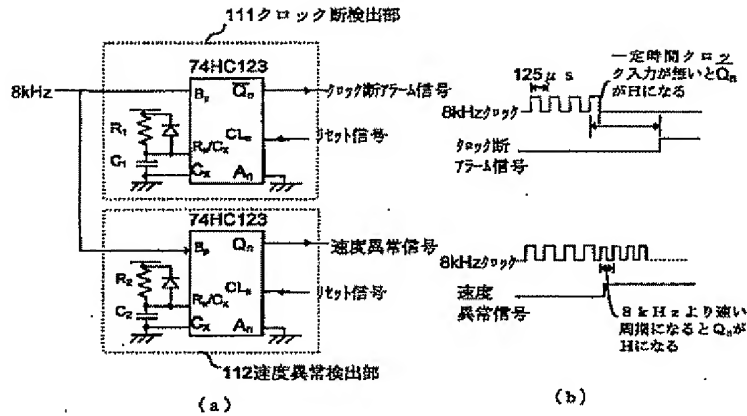 111クロック断検出部
74HC123
8kHz
Bn
Qn
クロック断アラーム信号
R1
C1
Rx/Cx
Cx
CLR
リセット信号
An
74HC123
Qn
速度異常信号
R2
C2
Rx/Cx
Cx
リセット信号
An
112速度異常検出部
(a)
一定時間クロッ
ク入力が無いとQn
がHになる
125μs
8kHzクロック
クロック断
アラーム信号
8kHzクロック
速度
異常信号
8kHzより速い
周期になるとQnが
Hになる
(b)